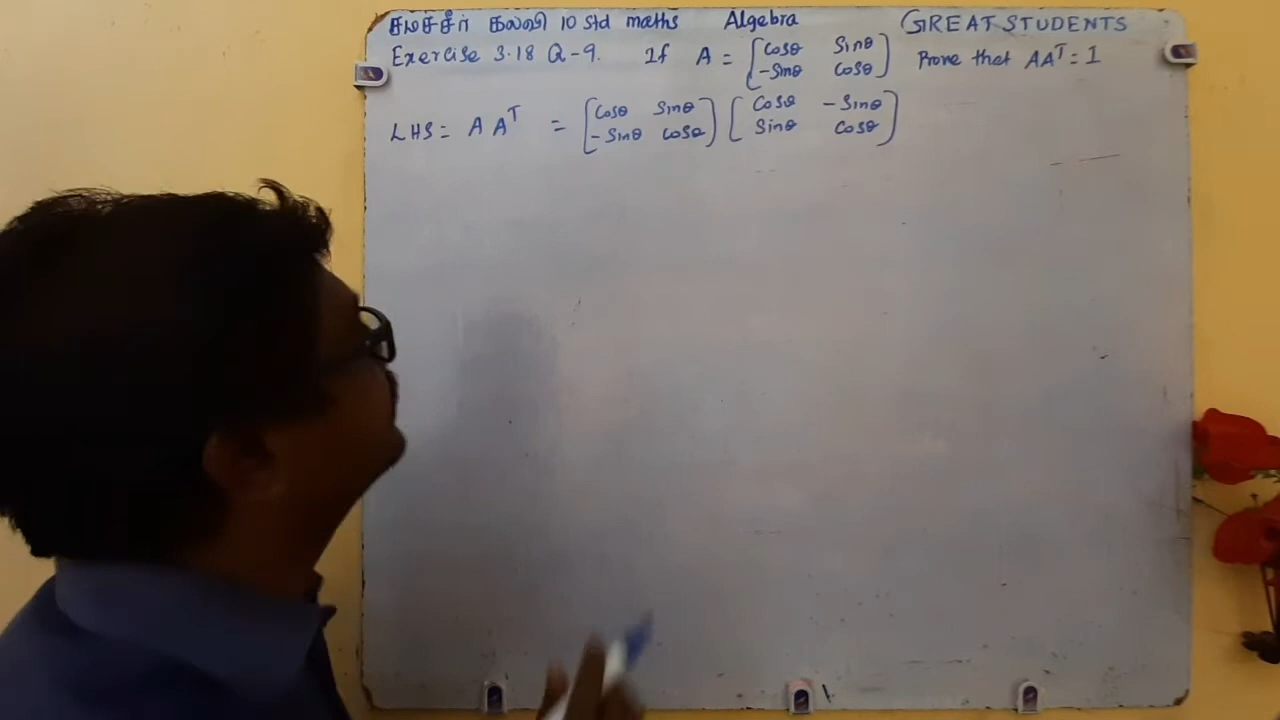 கல்வி 10 Std maths Algebra GREAT STUDENTS
Exercise 3.18 Q-9. If A = [cosθ sinθ -sinθ cosθ] Prove that AAᵀ = I
LHS = A Aᵀ = [cosθ sinθ -sinθ cosθ] [cosθ -sinθ sinθ cosθ]